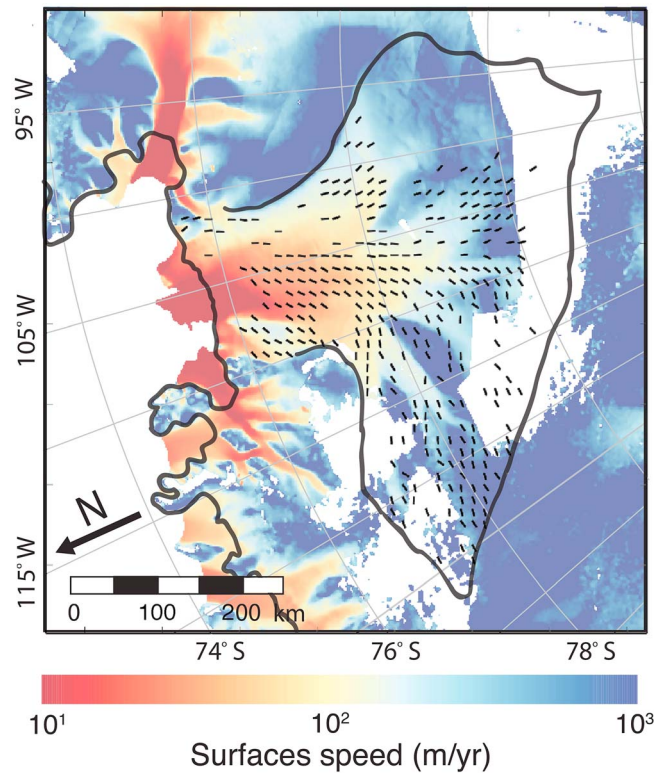 95° W
105° W
115° W
N
0 100 200 km
74° S 76° S 78° S
10¹ 10² 10³
Surfaces speed (m/yr)